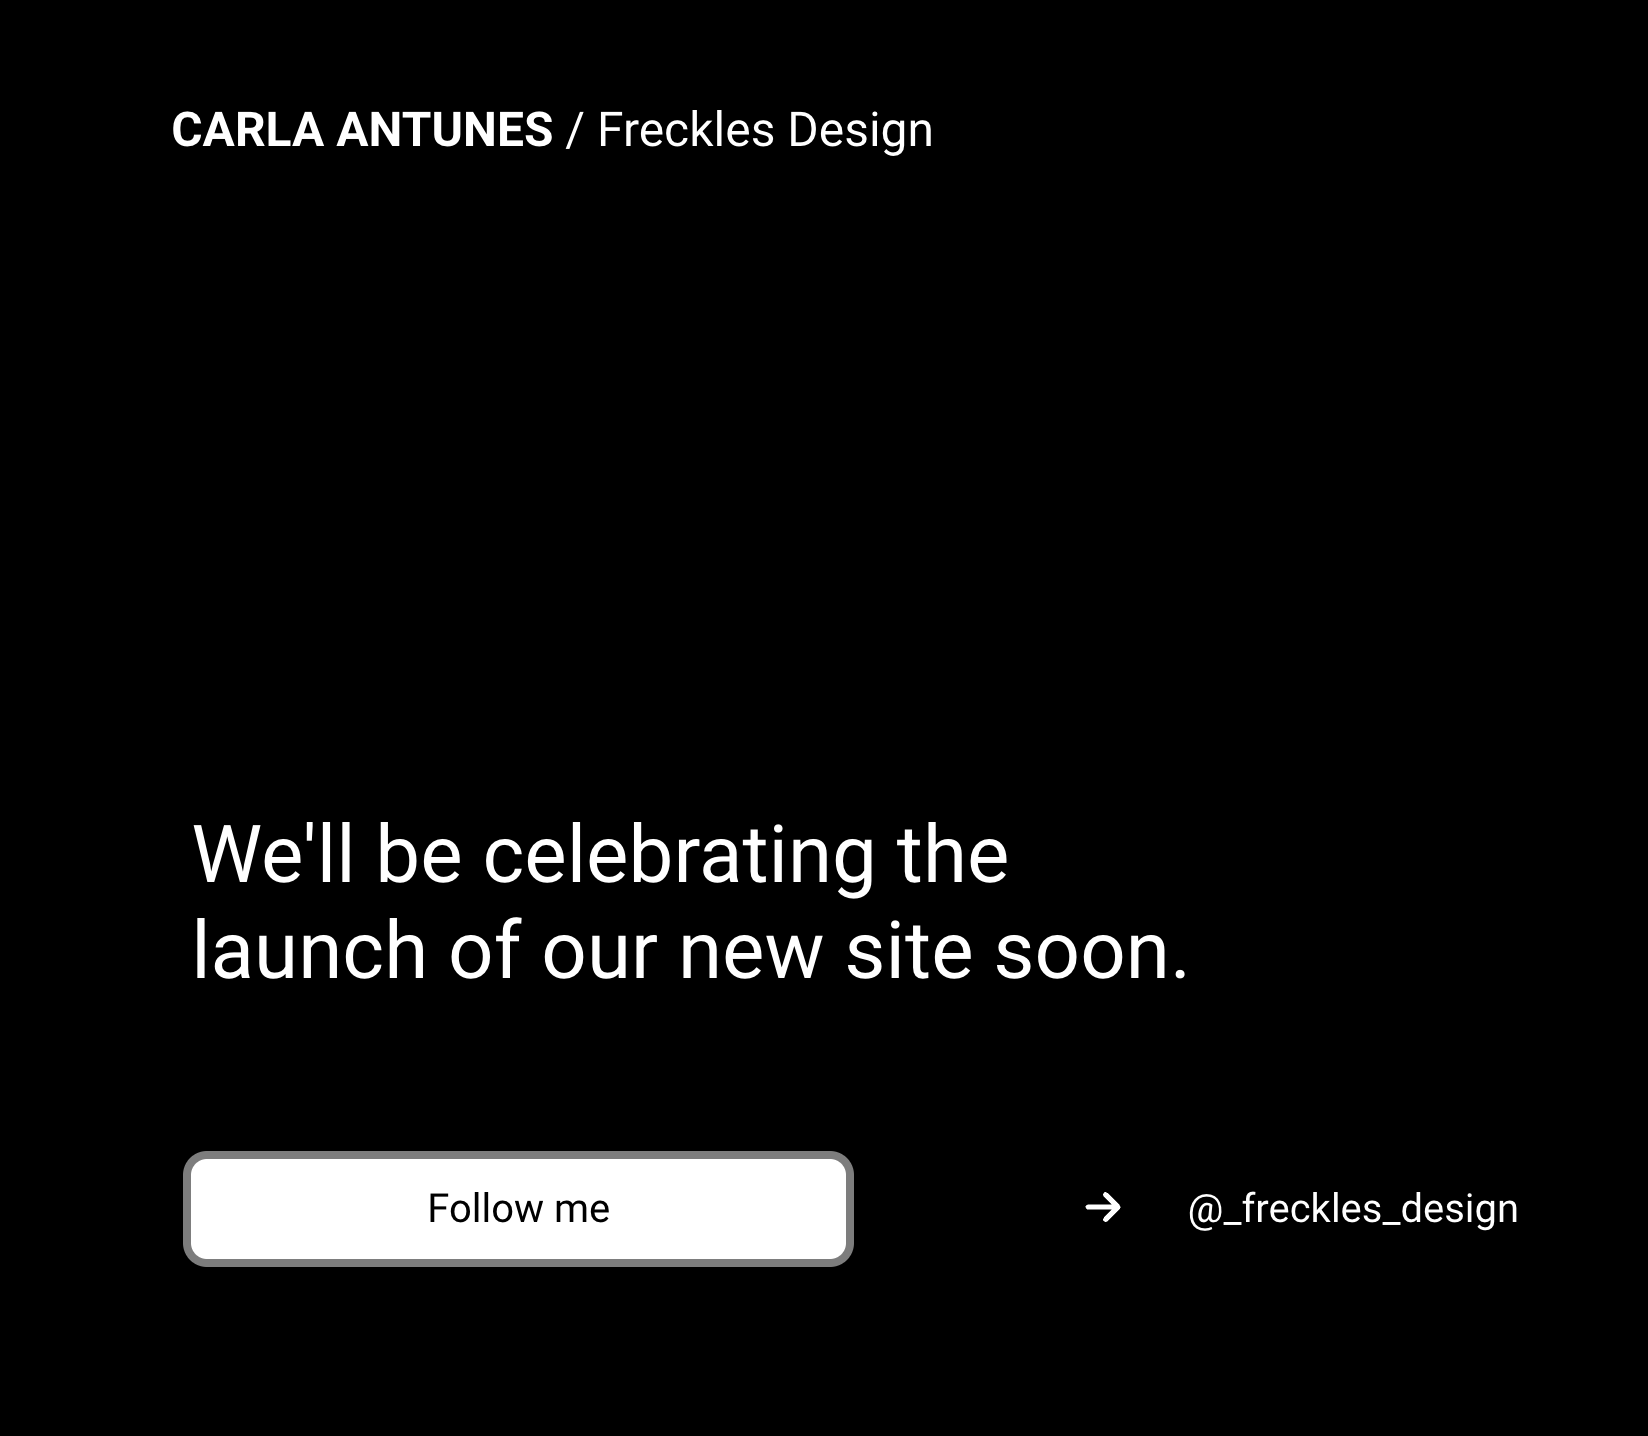 CARLA ANTUNES / Freckles Design
We'll be celebrating the
launch of our new site soon.
Follow me
→ @_freckles_design